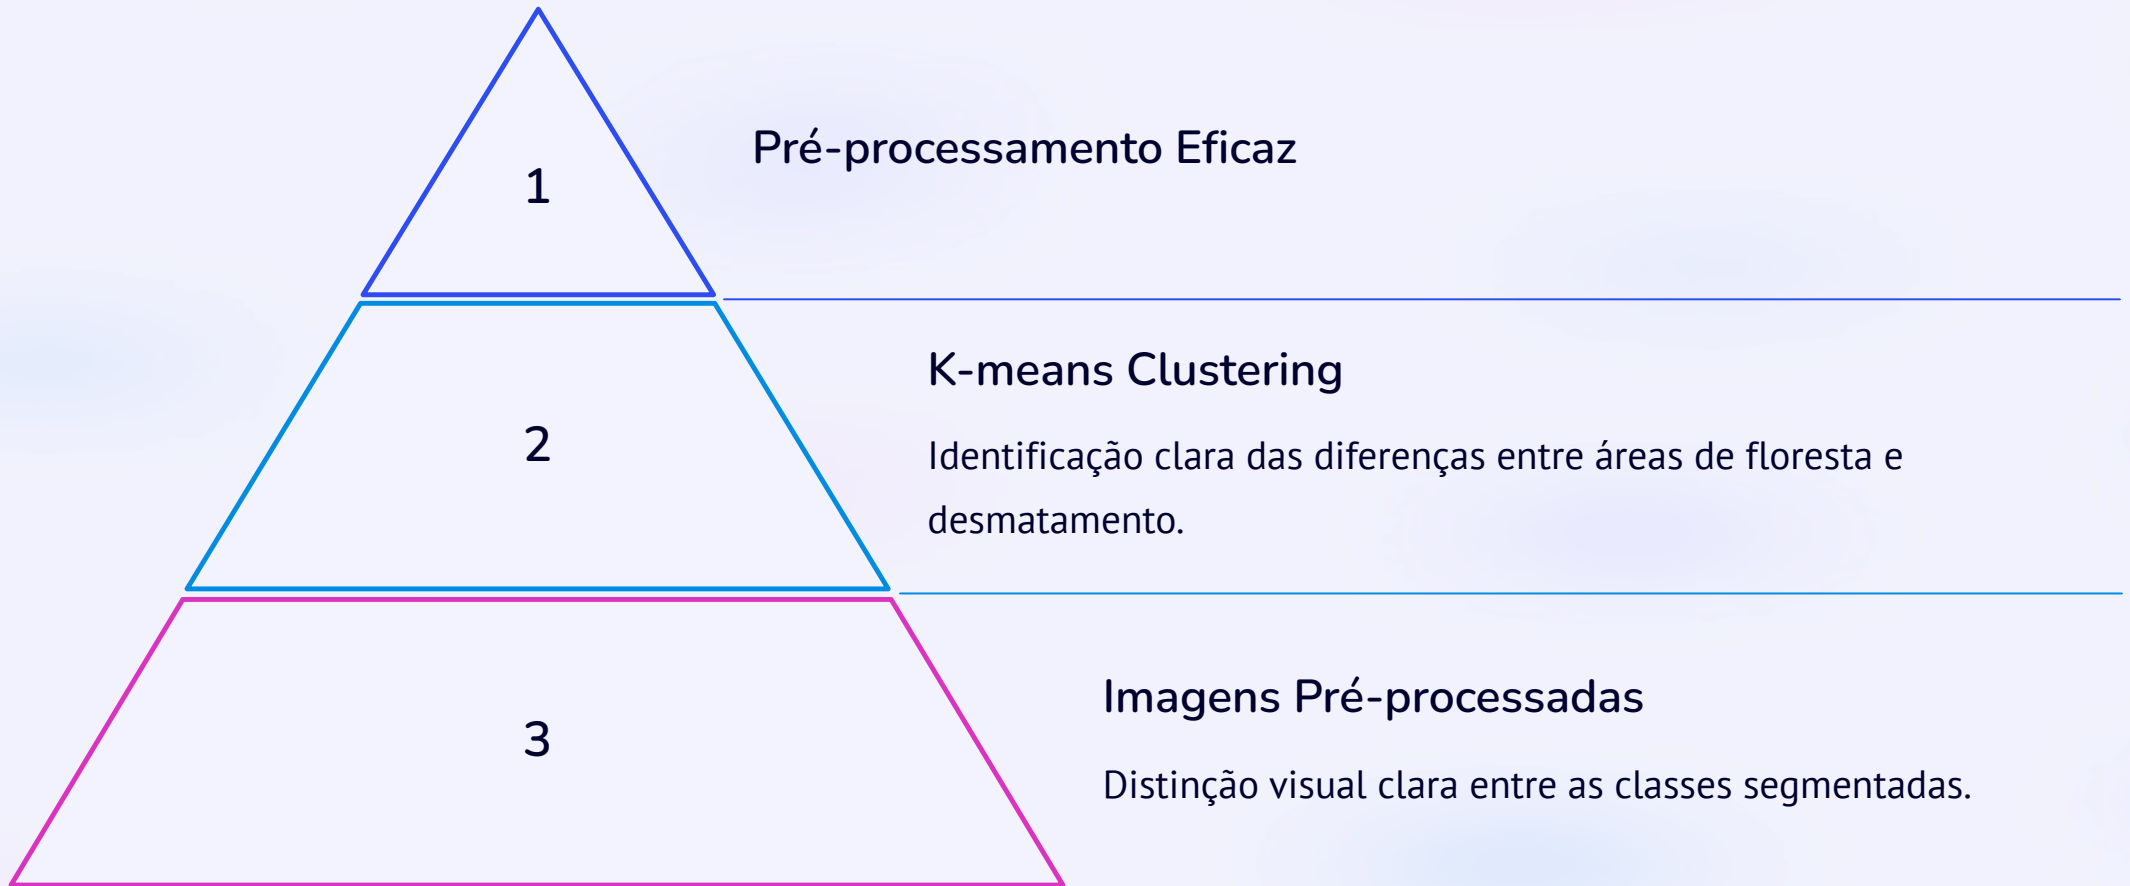 1
Pré-processamento Eficaz
2
K-means Clustering
Identificação clara das diferenças entre áreas de floresta e
desmatamento.
3
Imagens Pré-processadas
Distinção visual clara entre as classes segmentadas.